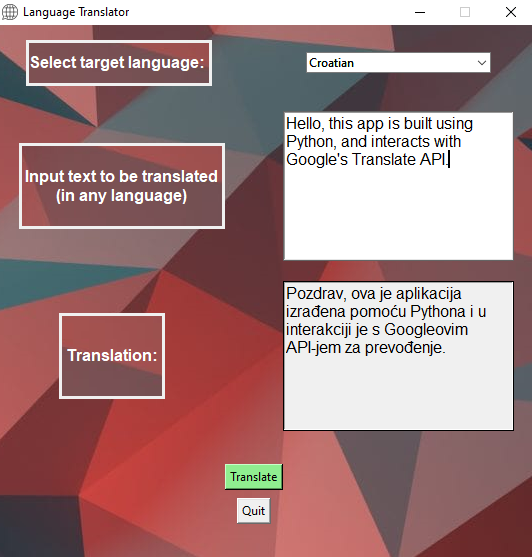 Language Translator
Select target language:
Croatian
Input text to be translated
(in any language)
Hello, this app is built using
Python, and interacts with
Google's Translate API.
Translation:
Pozdrav, ova je aplikacija
izrađena pomoću Pythona i u
interakciji je s Googleovim
API-jem za prevođenje.
Translate
Quit